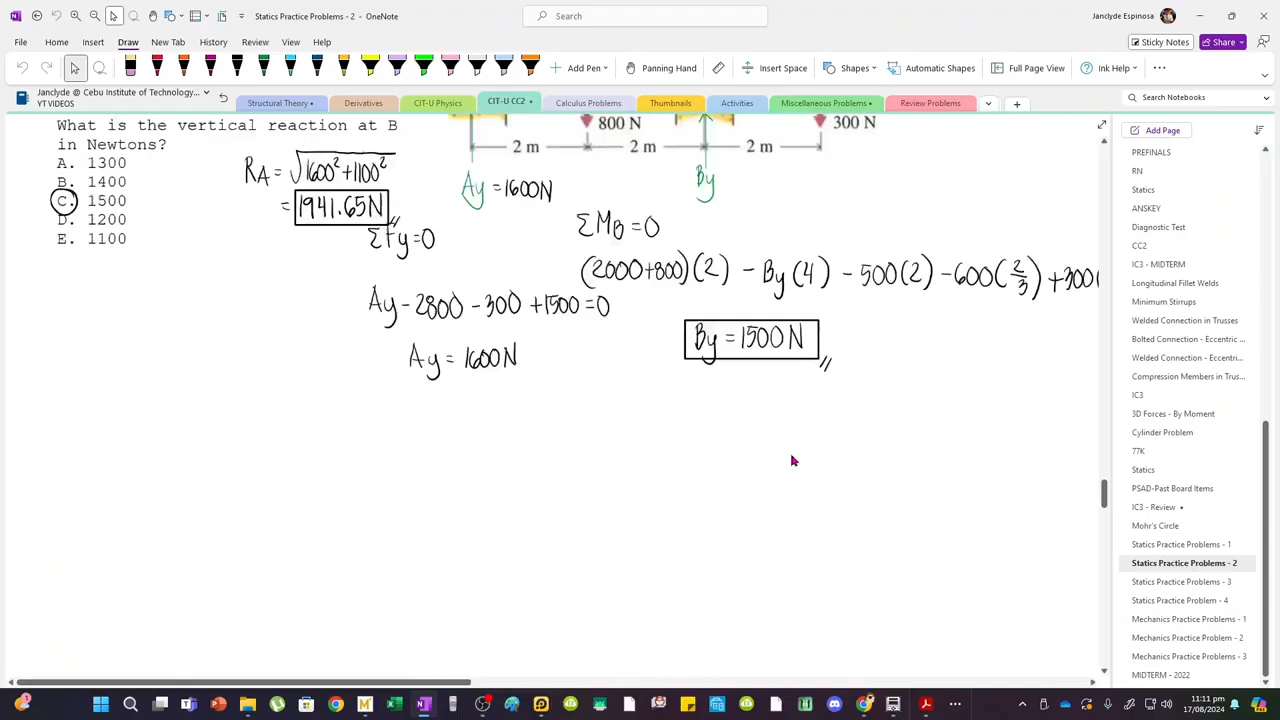 Statics Practice Problems - 2 - OneNote
Search
Janclyde Espinosa
File Home Insert Draw New Tab History Review View Help
Sticky Notes
Share
Add Pen
Panning Hand
Insert Space
Shapes
Automatic Shapes
Full Page View
Ink Help
Janclyde @ Cebu Institute of Technology...
YT VIDEOS
Structural Theory
Derivatives
CIT-U Physics
CIT-U CC2
Calculus Problems
Thumbnails
Activities
Miscellaneous Problems
Review Problems
Search Notebooks
Add Page
What is the vertical reaction at B
in Newtons?
A. 1300
B. 1400
C. 1500
D. 1200
E. 1100
RA = √1600²+1100²
= 1941.65N
800 N
300 N
2 m
2 m
2 m
Ay =1600N
By
ΣFy=0
Ay - 2800 - 300 +1500 =0
Ay = 1600N
ΣMB =0
(2000+800)(2) - By(4) - 500(2) - 600(2/3) +300(
By = 1500 N
PREFINALS
RN
Statics
ANSKEY
Diagnostic Test
CC2
IC3 - MIDTERM
Longitudinal Fillet Welds
Minimum Stirrups
Welded Connection in Trusses
Bolted Connection - Eccentric ...
Welded Connection - Eccentric ...
Compression Members in Trus...
IC3
3D Forces - By Moment
Cylinder Problem
77K
Statics
PSAD-Past Board Items
IC3 - Review
Mohr's Circle
Statics Practice Problems - 1
Statics Practice Problems - 2
Statics Practice Problems - 3
Statics Practice Problem - 4
Mechanics Practice Problems - 1
Mechanics Practice Problem - 2
Mechanics Practice Problems - 3
MIDTERM - 2022
11:11 pm
17/08/2024